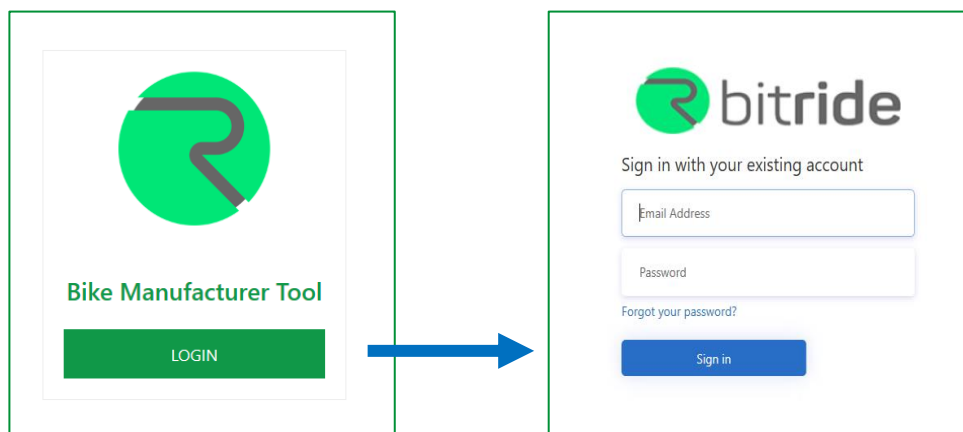 Bike Manufacturer Tool
LOGIN
bitride
Sign in with your existing account
Email Address
Password
Forgot your password?
Sign in